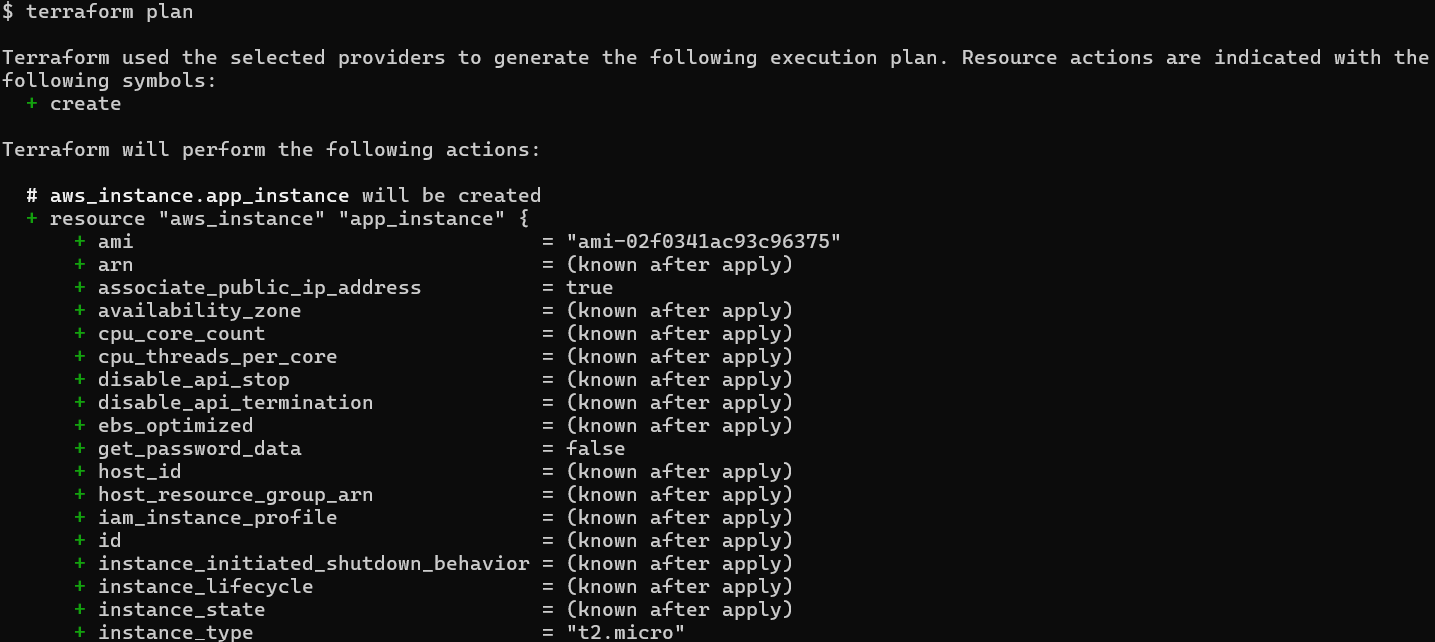 $ terraform plan
Terraform used the selected providers to generate the following execution plan. Resource actions are indicated with the
following symbols:
  + create
Terraform will perform the following actions:
  # aws_instance.app_instance will be created
  + resource "aws_instance" "app_instance" {
      + ami                                  = "ami-02f0341ac93c96375"
      + arn                                  = (known after apply)
      + associate_public_ip_address          = true
      + availability_zone                    = (known after apply)
      + cpu_core_count                       = (known after apply)
      + cpu_threads_per_core                 = (known after apply)
      + disable_api_stop                     = (known after apply)
      + disable_api_termination              = (known after apply)
      + ebs_optimized                        = (known after apply)
      + get_password_data                    = false
      + host_id                              = (known after apply)
      + host_resource_group_arn              = (known after apply)
      + iam_instance_profile                 = (known after apply)
      + id                                   = (known after apply)
      + instance_initiated_shutdown_behavior = (known after apply)
      + instance_lifecycle                   = (known after apply)
      + instance_state                       = (known after apply)
      + instance_type                        = "t2.micro"